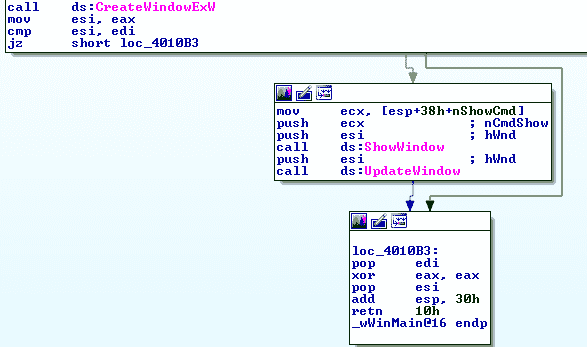 call ds:CreateWindowExW
mov esi, eax
cmp esi, edi
jz short loc_4010B3
mov ecx, [esp+38h+nShowCmd]
push ecx ; nCmdShow
push esi ; hWnd
call ds:ShowWindow
push esi ; hWnd
call ds:UpdateWindow
loc_4010B3:
pop edi
xor eax, eax
pop esi
add esp, 30h
retn 10h
_wWinMain@16 endp